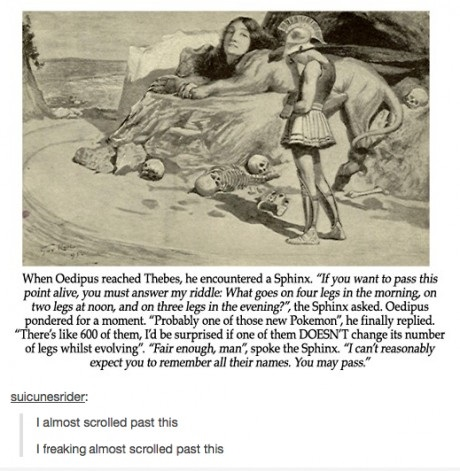 When Oedipus reached Thebes, he encountered a Sphinx. "If you want to pass this
point alive, you must answer my riddle: What goes on four legs in the morning, on
two legs at noon, and on three legs in the evening?", the Sphinx asked. Oedipus
pondered for a moment. "Probably one of those new Pokemon", he finally replied.
"There's like 600 of them, I'd be surprised if one of them DOESN'T change its number
of legs whilst evolving". "Fair enough, man", spoke the Sphinx. "I can't reasonably
expect you to remember all their names. You may pass."
suicunesrider:
I almost scrolled past this
I freaking almost scrolled past this